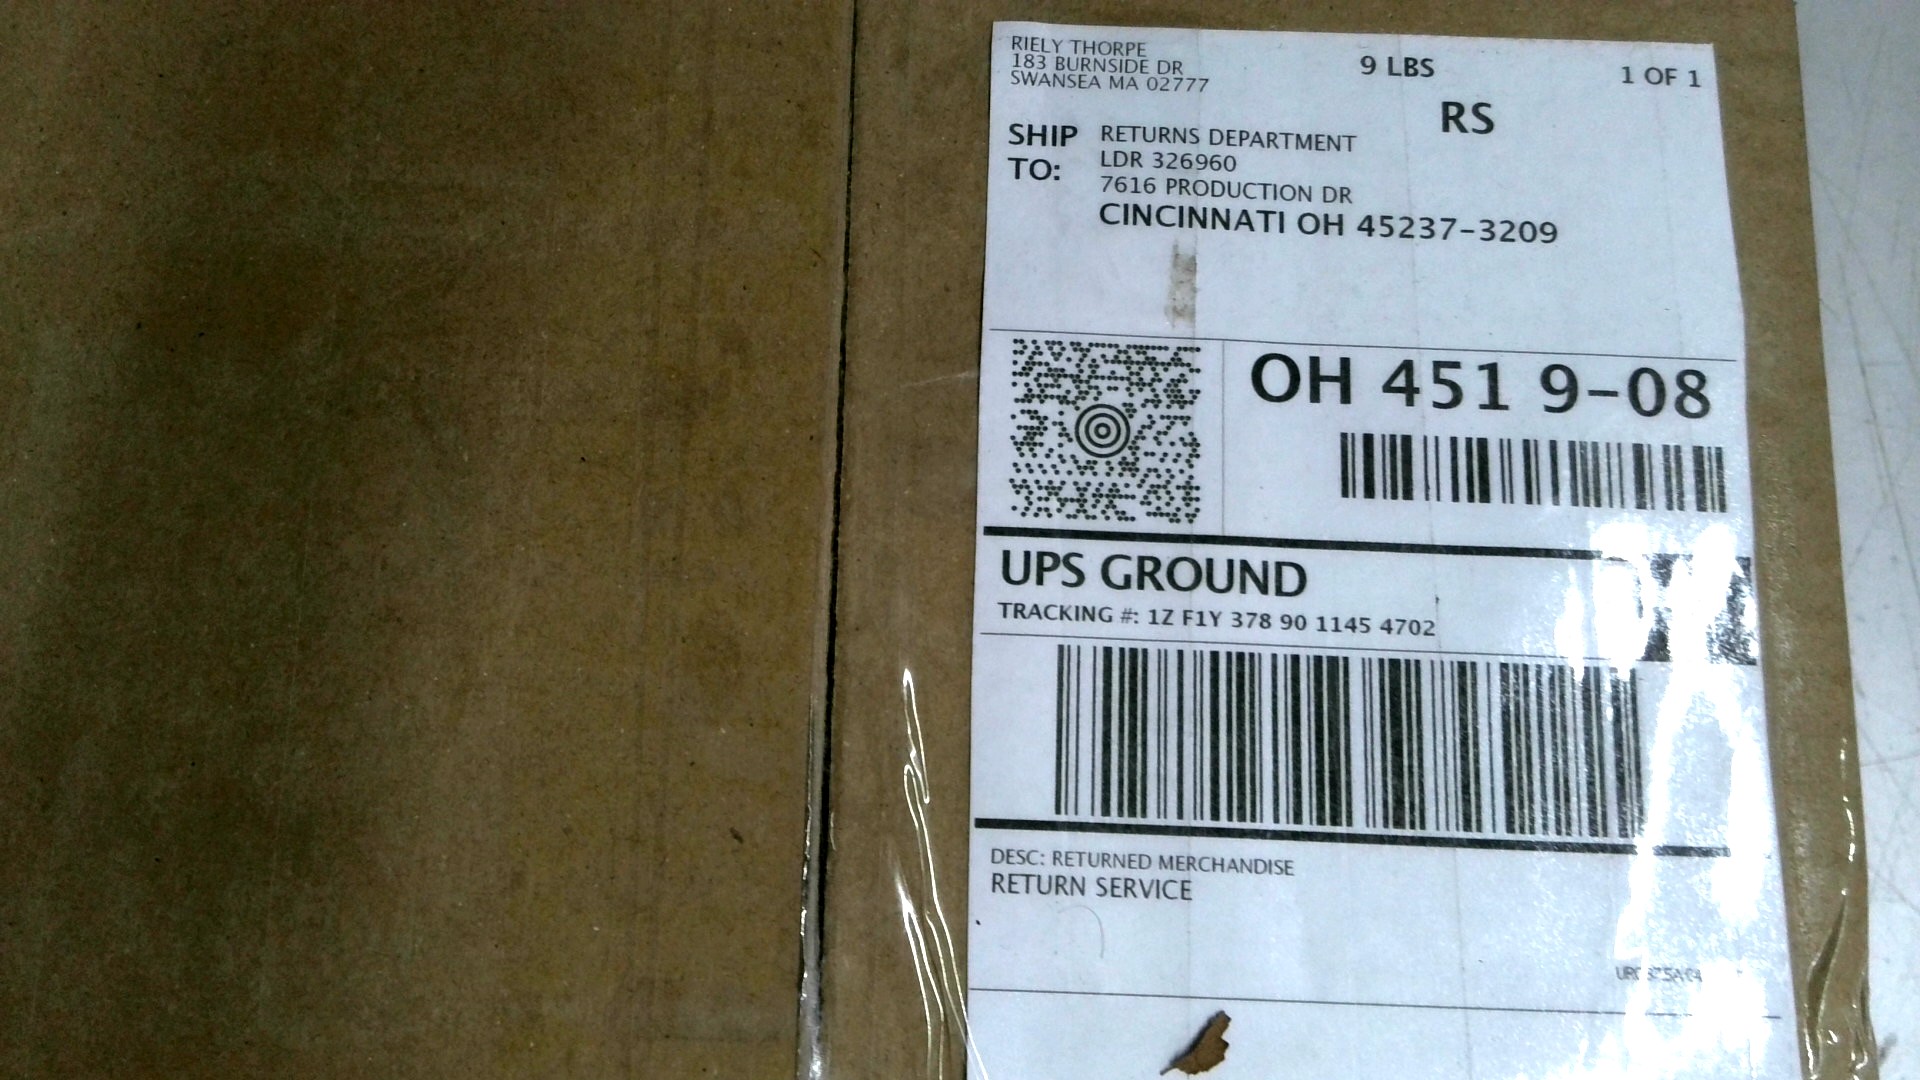 RIELY THORPE
183 BURNSIDE DR
SWANSEA MA 02777
9 LBS
1 OF 1
RS
SHIP TO:
RETURNS DEPARTMENT
LDR 326960
7616 PRODUCTION DR
CINCINNATI OH 45237-3209
OH 451 9-08
UPS GROUND
TRACKING #: 1Z F1Y 378 90 1145 4702
DESC: RETURNED MERCHANDISE
RETURN SERVICE